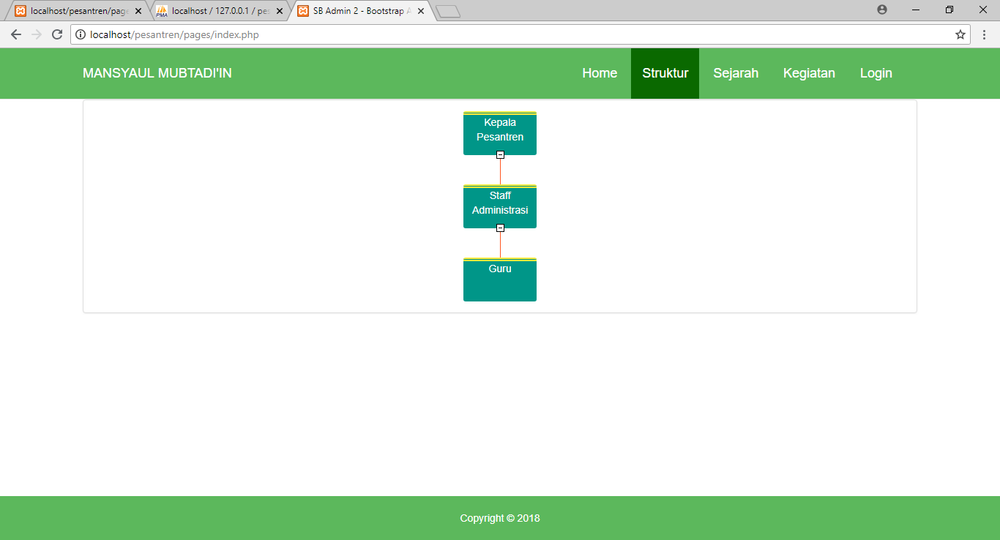 localhost/pesantren/page
localhost / 127.0.0.1 / pes
SB Admin 2 - Bootstrap A
localhost/pesantren/pages/index.php
MANSYAUL MUBTADI'IN
Home
Struktur
Sejarah
Kegiatan
Login
Kepala
Pesantren
Staff
Administrasi
Guru
Copyright © 2018